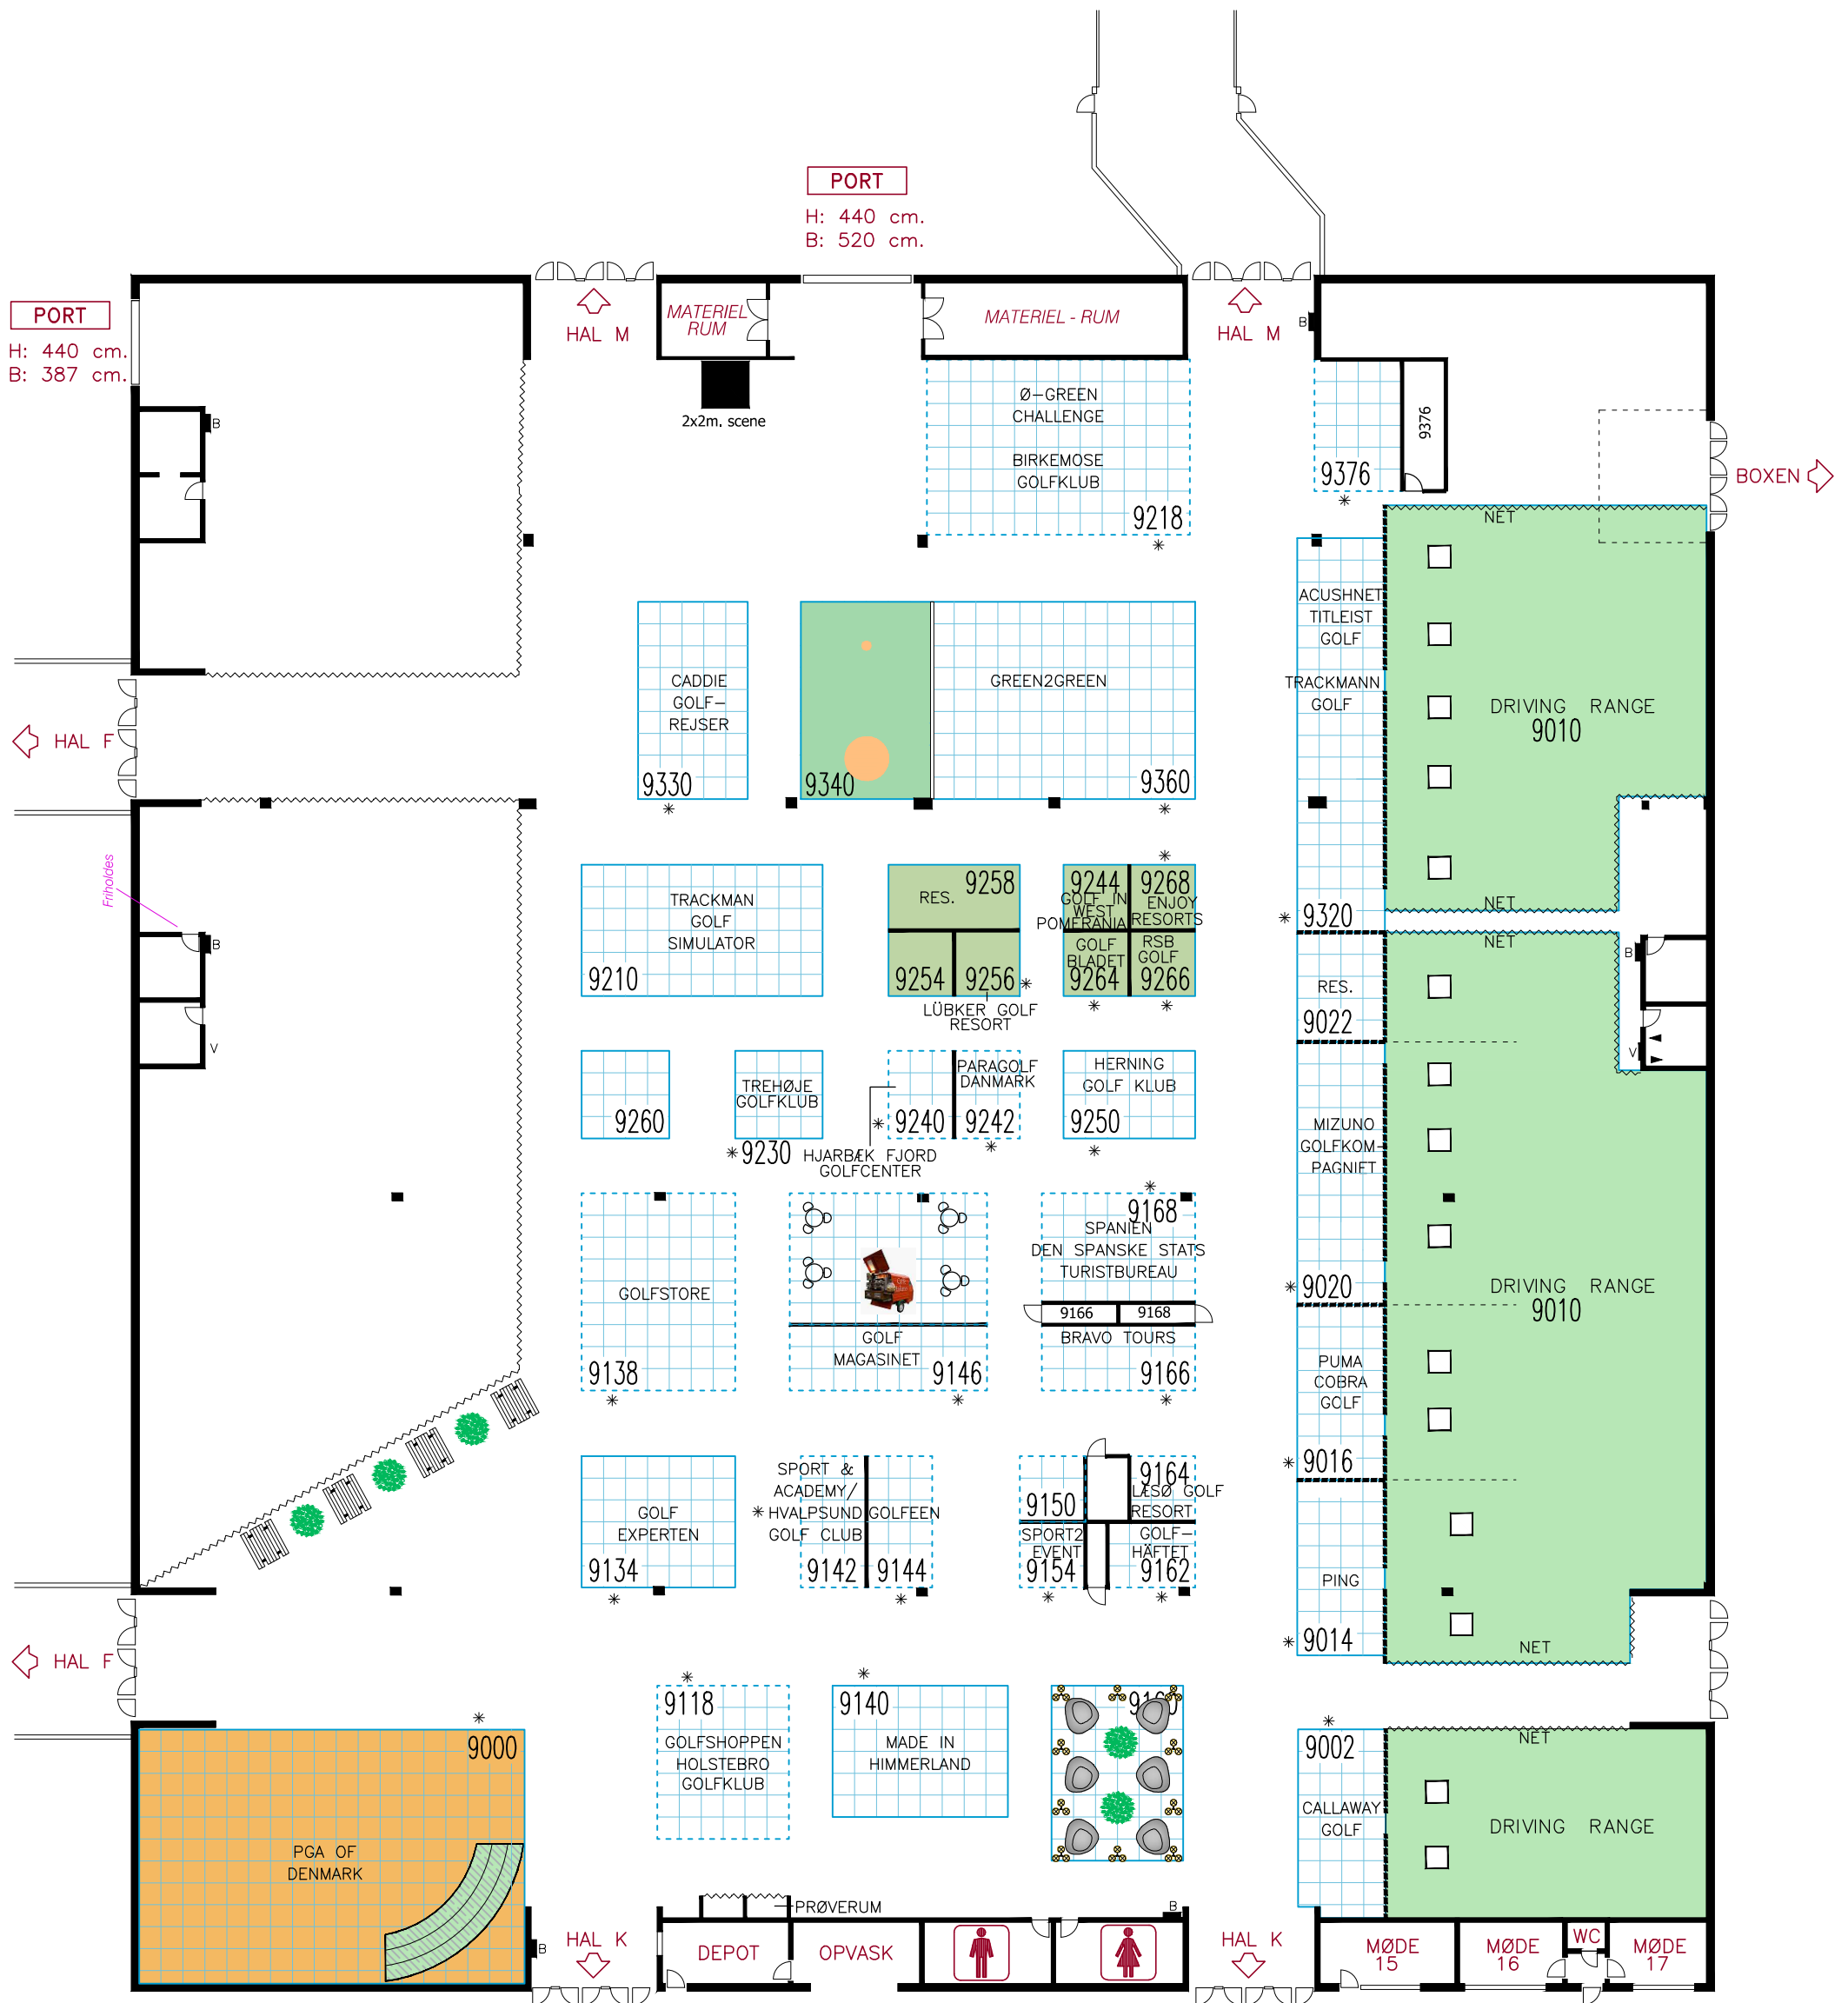 PORT
H: 440 cm.
B: 520 cm.
PORT
H: 440 cm.
B: 387 cm.
HAL M
MATERIEL
RUM
MATERIEL - RUM
HAL M
B
2x2m. scene
Ø-GREEN
CHALLENGE
BIRKEMOSE
GOLFKLUB
9218
9376
9376
B
BOXEN
NET
ACUSHNET
TITLEIST
GOLF
TRACKMANN
GOLF
DRIVING RANGE
9010
CADDIE
GOLF-
REJSER
9330
9340
GREEN2GREEN
9360
HAL F
Friholdes
B
V
TRACKMAN
GOLF
SIMULATOR
9210
RES.
9258
9254
9256
LÜBKER GOLF
RESORT
9244
GOLF IN
WEST
POMERANIA
9268
ENJOY
RESORTS
GOLF
BLADET
9264
RSB
GOLF
9266
9320
NET
NET
RES.
9022
B
V
9260
TREHØJE
GOLFKLUB
9230
9240
HJARBÆK FJORD
GOLFCENTER
PARAGOLF
DANMARK
9242
HERNING
GOLF KLUB
9250
MIZUNO
GOLFKOM-
PAGNIET
9020
GOLFSTORE
9138
GOLF
MAGASINET
9146
9168
SPANIEN
DEN SPANSKE STATS
TURISTBUREAU
9166
9168
BRAVO TOURS
9166
DRIVING RANGE
9010
PUMA
COBRA
GOLF
9016
GOLF
EXPERTEN
9134
SPORT &
ACADEMY/
HVALPSUND
GOLF CLUB
9142
GOLFEEN
9144
9150
SPORT2
EVENT
9154
9164
LÆSØ GOLF
RESORT
GOLF-
HÄFTET
9162
PING
9014
NET
HAL F
9000
PGA OF
DENMARK
9118
GOLFSHOPPEN
HOLSTEBRO
GOLFKLUB
9140
MADE IN
HIMMERLAND
9160
9002
CALLAWAY
GOLF
NET
DRIVING RANGE
PRØVERUM
B
B
HAL K
DEPOT
OPVASK
HAL K
MØDE
15
MØDE
16
WC
MØDE
17